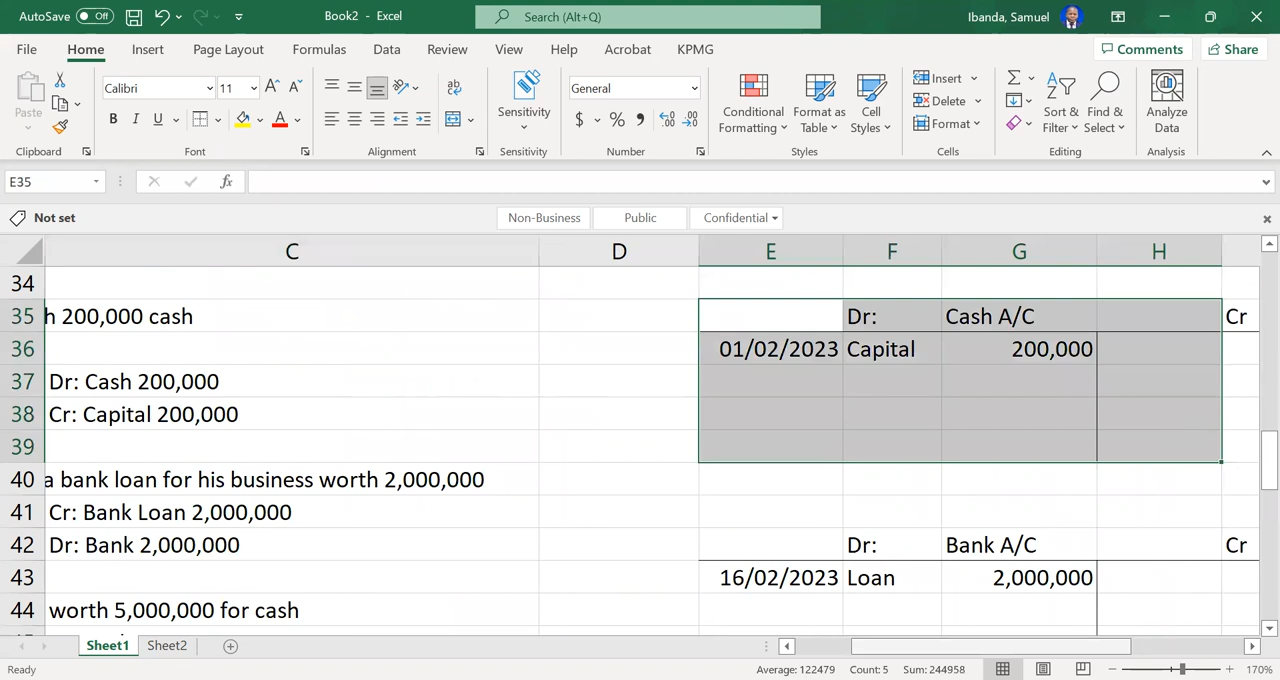 AutoSave Off Book2 - Excel Search (Alt+Q) Ibanda, Samuel
File Home Insert Page Layout Formulas Data Review View Help Acrobat KPMG Comments Share
Paste Calibri 11 General Insert
Sensitivity Conditional Format as Cell Delete Sort & Find & Analyze
B I U $ % Formatting Table Styles Format Filter Select Data
Clipboard Font Alignment Sensitivity Number Styles Cells Editing Analysis
E35 fx
Not set Non-Business Public Confidential
C D E F G H
34
35 h 200,000 cash Dr: Cash A/C Cr
36 01/02/2023 Capital 200,000
37 Dr: Cash 200,000
38 Cr: Capital 200,000
39
40 a bank loan for his business worth 2,000,000
41 Cr: Bank Loan 2,000,000
42 Dr: Bank 2,000,000 Dr: Bank A/C Cr
43 16/02/2023 Loan 2,000,000
44 worth 5,000,000 for cash
Sheet1 Sheet2
Ready Average: 122479 Count: 5 Sum: 244958 170%